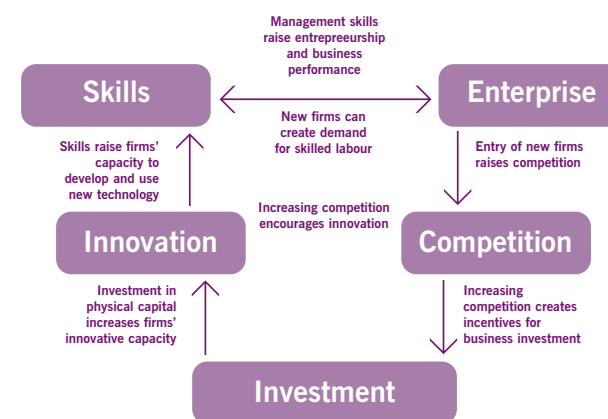 Management skills
raise entrepreeurship
and business
performance
Skills
Enterprise
New firms can
create demand
for skilled labour
Skills raise firms’
capacity to
develop and use
new technology
Entry of new firms
raises competition
Increasing competition
encourages innovation
Innovation
Competition
Investment in
physical capital
increases firms’
innovative capacity
Increasing
competition creates
incentives for
business investment
Investment